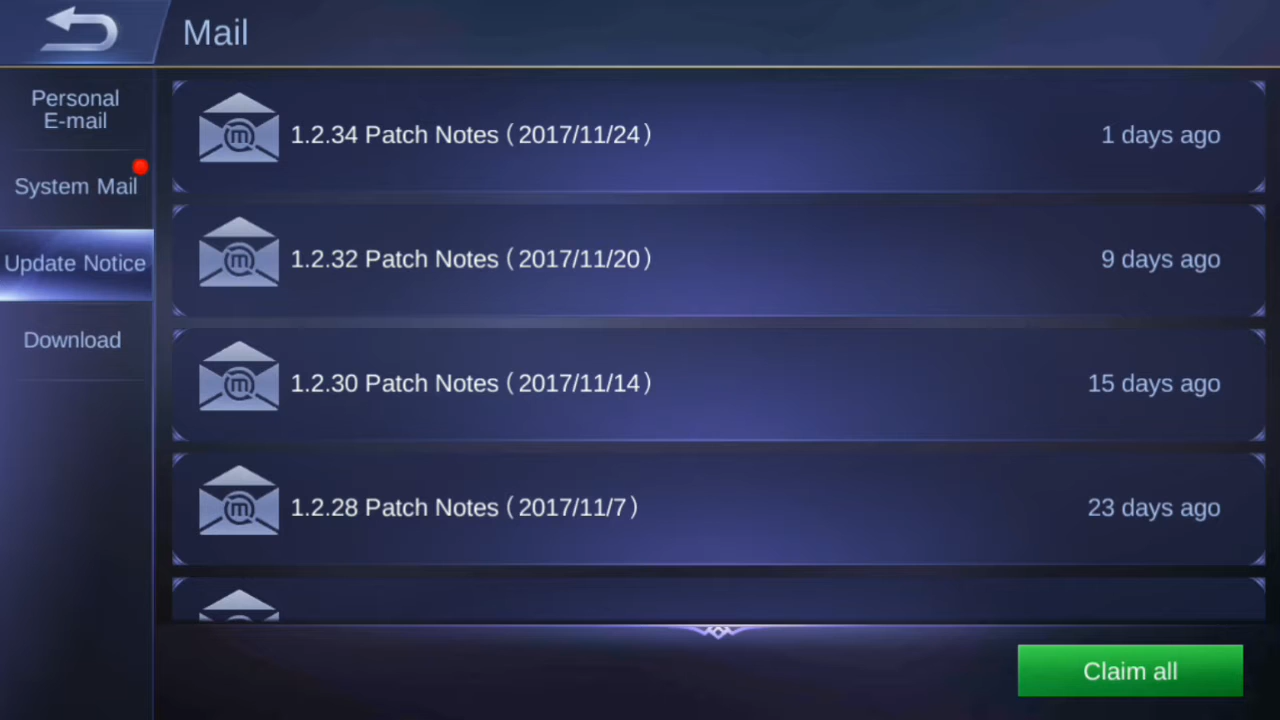 Mail
Personal
E-mail
System Mail
Update Notice
Download
1.2.34 Patch Notes (2017/11/24)
1 days ago
1.2.32 Patch Notes (2017/11/20)
9 days ago
1.2.30 Patch Notes (2017/11/14)
15 days ago
1.2.28 Patch Notes (2017/11/7)
23 days ago
Claim all